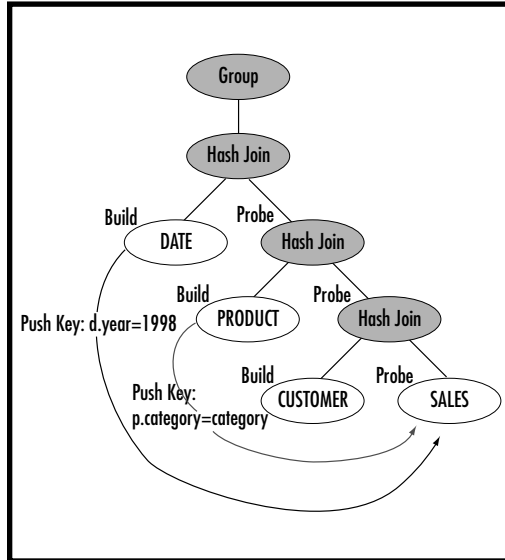 Group
Hash Join
Build
Probe
DATE
Hash Join
Build
Probe
Push Key: d.year=1998
PRODUCT
Hash Join
Push Key:
p.category=category
Build
Probe
CUSTOMER
SALES